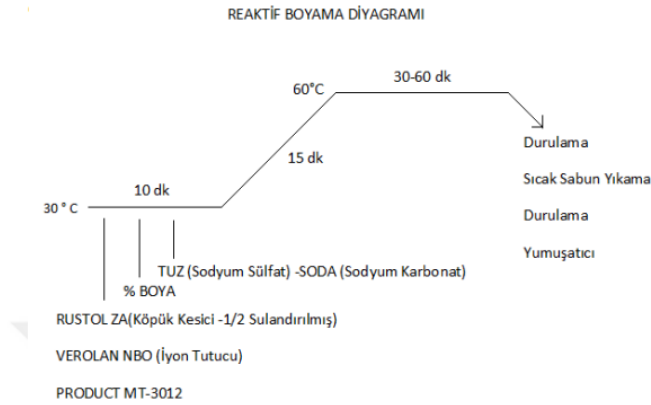 REAKTİF BOYAMA DİYAGRAMI
60°C
30-60 dk
15 dk
10 dk
30 ° C
Durulama
Sıcak Sabun Yıkama
Durulama
Yumuşatıcı
TUZ (Sodyum Sülfat) -SODA (Sodyum Karbonat)
% BOYA
RUSTOL ZA(Köpük Kesici -1/2 Sulandırılmış)
VEROLAN NBO (İyon Tutucu)
PRODUCT MT-3012